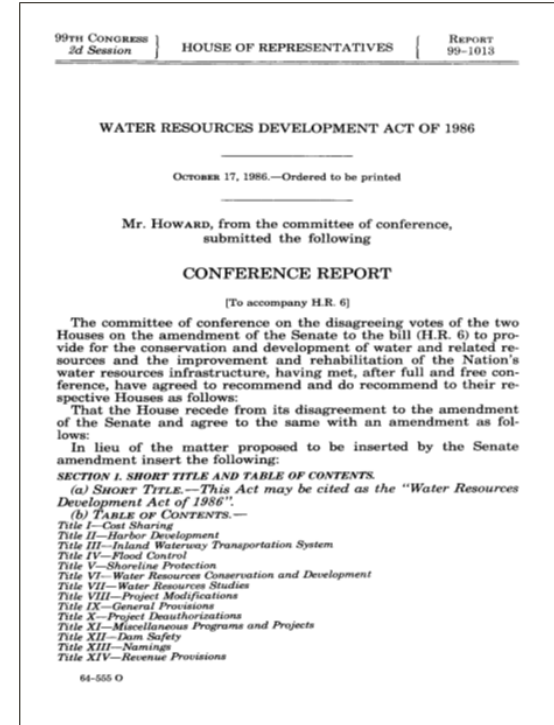 99TH CONGRESS
2d Session
HOUSE OF REPRESENTATIVES
REPORT
99-1013
WATER RESOURCES DEVELOPMENT ACT OF 1986
OCTOBER 17, 1986.—Ordered to be printed
Mr. HOWARD, from the committee of conference,
submitted the following
CONFERENCE REPORT
[To accompany H.R. 6]
The committee of conference on the disagreeing votes of the two
Houses on the amendment of the Senate to the bill (H.R. 6) to pro-
vide for the conservation and development of water and related re-
sources and the improvement and rehabilitation of the Nation's
water resources infrastructure, having met, after full and free con-
ference, have agreed to recommend and do recommend to their re-
spective Houses as follows:
That the House recede from its disagreement to the amendment
of the Senate and agree to the same with an amendment as fol-
lows:
In lieu of the matter proposed to be inserted by the Senate
amendment insert the following:
SECTION 1. SHORT TITLE AND TABLE OF CONTENTS.
(a) SHORT TITLE.—This Act may be cited as the "Water Resources
Development Act of 1986".
(b) TABLE OF CONTENTS.—
Title I—Cost Sharing
Title II—Harbor Development
Title III—Inland Waterway Transportation System
Title IV—Flood Control
Title V—Shoreline Protection
Title VI—Water Resources Conservation and Development
Title VII—Water Resources Studies
Title VIII—Project Modifications
Title IX—General Provisions
Title X—Project Deauthorizations
Title XI—Miscellaneous Programs and Projects
Title XII—Dam Safety
Title XIII—Namings
Title XIV—Revenue Provisions
64-555 O